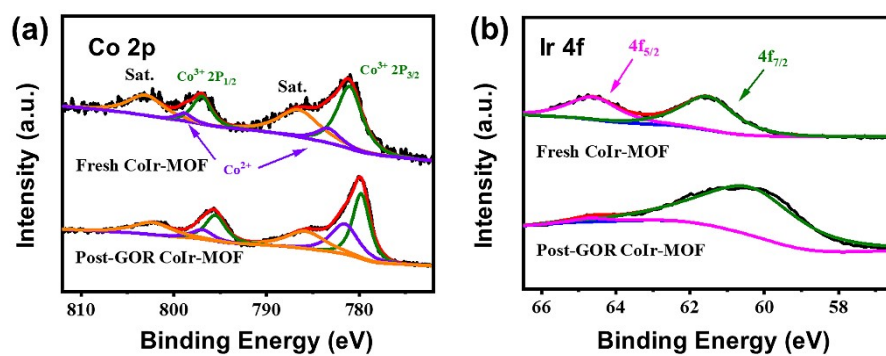 (a)
Co 2p
Sat.
Co³⁺ 2P₁/₂
Sat.
Co³⁺ 2P₃/₂
Co²⁺
Fresh CoIr-MOF
Post-GOR CoIr-MOF
Intensity (a.u.)
810 800 790 780
Binding Energy (eV)
(b)
Ir 4f
4f₅/₂
4f₇/₂
Fresh CoIr-MOF
Post-GOR CoIr-MOF
Intensity (a.u.)
66 64 62 60 58
Binding Energy (eV)